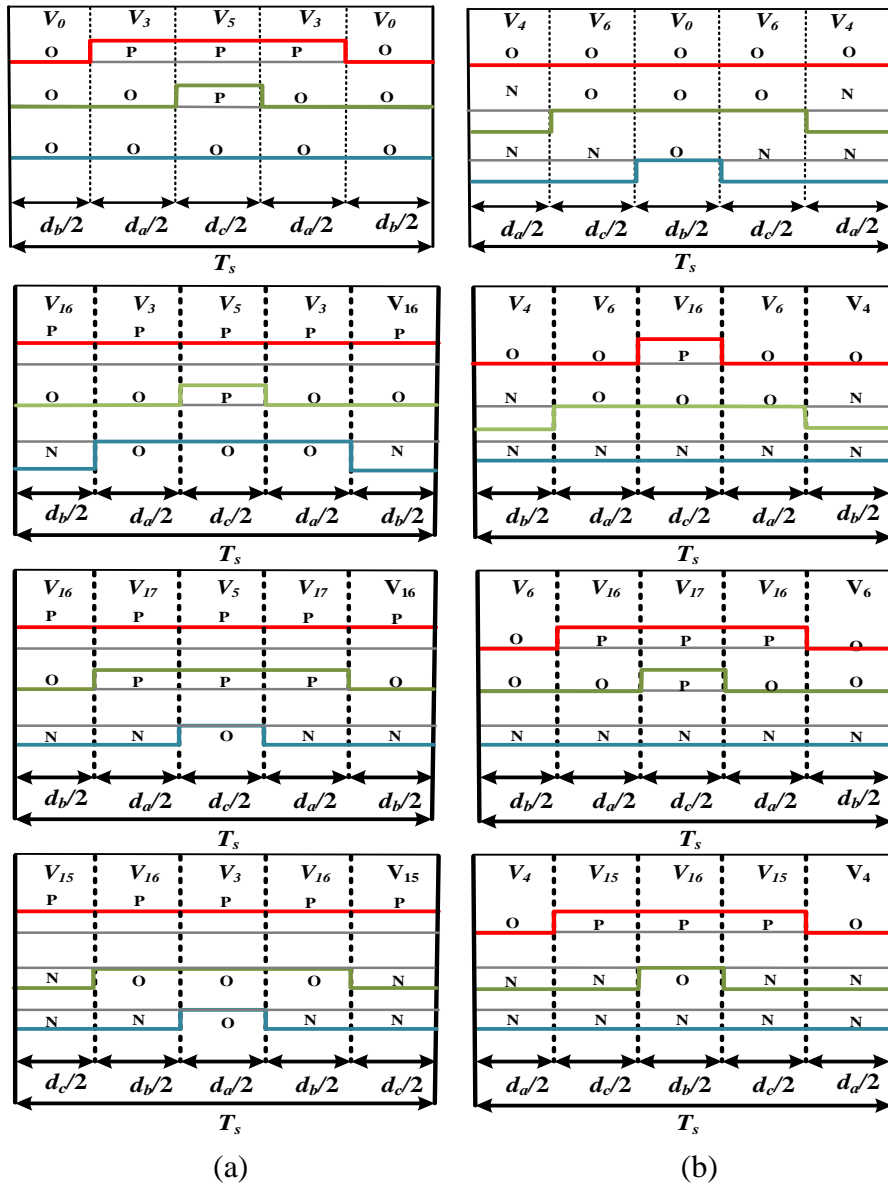 V0 V3 V5 V3 V0
O P P P O
O O P O O
O O O O O
db/2 da/2 dc/2 da/2 db/2
Ts
V4 V6 V0 V6 V4
O O O O O
N O O O N
N N O N N
da/2 dc/2 db/2 dc/2 da/2
Ts
V16 V3 V5 V3 V16
P P P P P
O O P O O
N O O O N
db/2 da/2 dc/2 da/2 db/2
Ts
V4 V6 V16 V6 V4
O O P O O
N O O O N
N N N N N
db/2 da/2 dc/2 da/2 db/2
Ts
V16 V17 V5 V17 V16
P P P P P
O P P P O
N N O N N
db/2 da/2 dc/2 da/2 db/2
Ts
V6 V16 V17 V16 V6
O P P P O
O O P O O
N N N N N
db/2 da/2 dc/2 da/2 db/2
Ts
V15 V16 V3 V16 V15
P P P P P
N O O O N
N N O N N
dc/2 db/2 da/2 db/2 dc/2
Ts
V4 V15 V16 V15 V4
O P P P O
N N O N N
N N N N N
da/2 dc/2 db/2 dc/2 da/2
Ts
(a) (b)